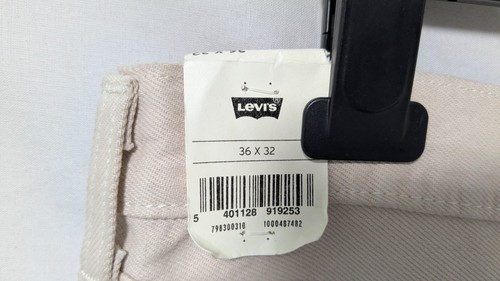 LEVI'S
36 X 32
5 401128 919253
798300310 1000487482